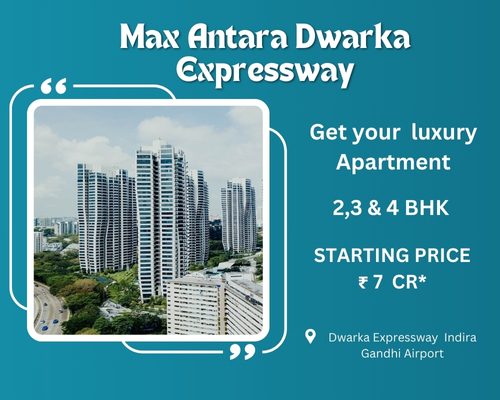 Max Antara Dwarka
Expressway
Get your luxury
Apartment
2,3 & 4 BHK
STARTING PRICE
₹ 7 CR*
Dwarka Expressway Indira
Gandhi Airport